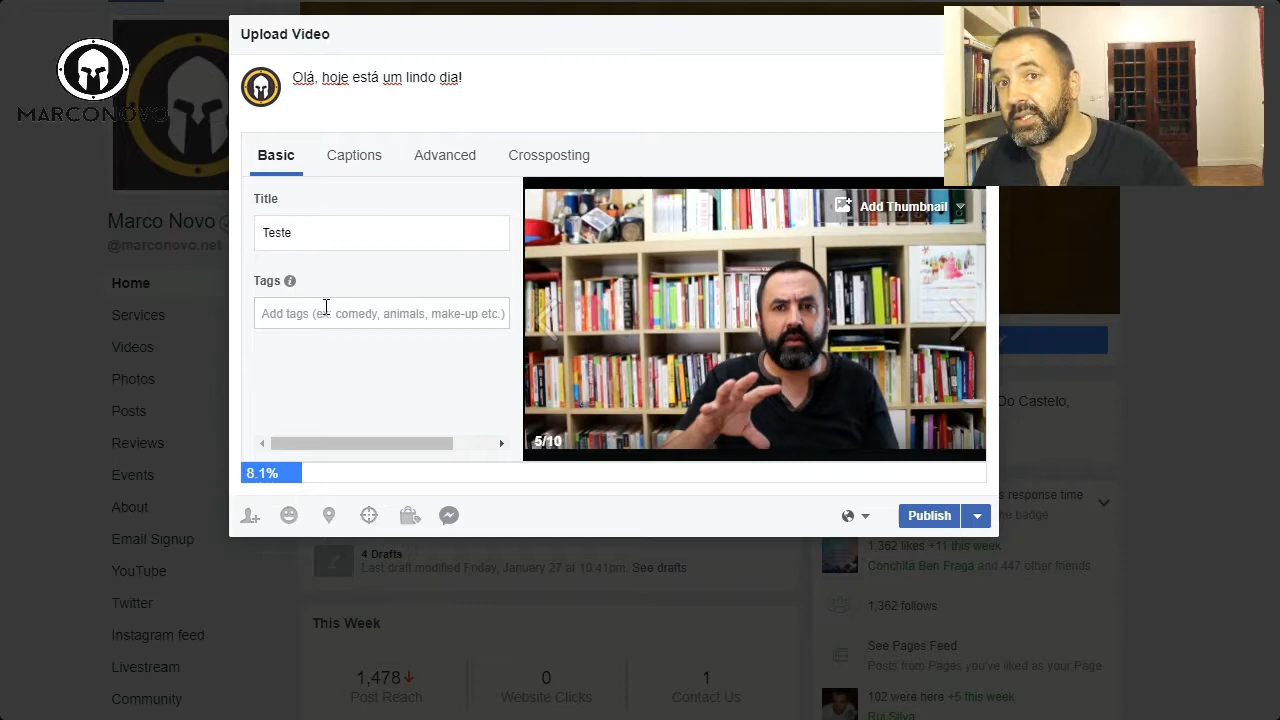 Upload Video
Olá, hoje está um lindo dia!
MARCONOVO
Basic
Captions
Advanced
Crossposting
Title
Teste
Tags
Add tags (ex. comedy, animals, make-up etc.)
Add Thumbnail
5/10
8.1%
Publish
Marco Novo
@marconovo.net
Home
Services
Videos
Photos
Posts
Reviews
Events
About
Email Signup
YouTube
Twitter
Instagram feed
Livestream
Community
4 Drafts
Last draft modified Friday, January 27 at 10:41pm. See drafts
This Week
1,478
Post Reach
0
Website Clicks
1
Contact Us
Do Castelo,
response time
the badge
1,362 likes +11 this week
Conchita Ben Fraga and 447 other friends
1,362 follows
See Pages Feed
Posts from Pages you've liked as your Page
102 were here +5 this week
Rui Silva